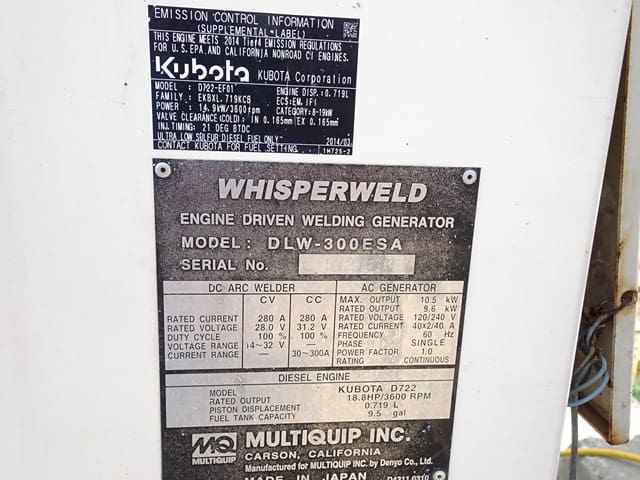 EMISSION CONTROL INFORMATION
(SUPPLEMENTAL LABEL)
THIS ENGINE MEETS 2014 Tier4 EMISSION REGULATIONS
FOR U.S.EPA AND CALIFORNIA NONROAD CI ENGINES.
Kubota KUBOTA Corporation
MODEL: D722-EF01 ENGINE DISP: 0.719L
FAMILY: EKBXL.719KCB ECS:EM,IFI
POWER: 14.9kW/3600rpm CATEGORY:8-19kW
VALVE CLEARANCE(COLD): IN 0.165mm EX 0.165mm
INJ.TIMING: 21 DEG BTDC
ULTRA LOW SULFUR DIESEL FUEL ONLY 2014/03
CONTACT KUBOTA FOR FUEL SETTING. 1H725-2
WHISPERWELD
ENGINE DRIVEN WELDING GENERATOR
MODEL: DLW-300ESA
SERIAL No.
DC ARC WELDER AC GENERATOR
CV CC
RATED CURRENT 280 A 280 A
RATED VOLTAGE 28.0 V 31.2 V
DUTY CYCLE 100 % 100 %
VOLTAGE RANGE 14~32 V —
CURRENT RANGE — 30~300A
MAX. OUTPUT 10.5 kW
RATED OUTPUT 9.6 kW
RATED VOLTAGE 120/240 V
RATED CURRENT 40x2/40. A
FREQUENCY 60 Hz
PHASE SINGLE
POWER FACTOR 1.0
RATING CONTINUOUS
DIESEL ENGINE
MODEL KUBOTA D722
RATED OUTPUT 18.8HP/3600 RPM
PISTON DISPLACEMENT 0.719 L
FUEL TANK CAPACITY 9.5 gal
MQ MULTIQUIP MULTIQUIP INC.
CARSON, CALIFORNIA
Manufactured for MULTIQUIP INC. by Denyo Co., Ltd.
MADE IN JAPAN D4311 0310